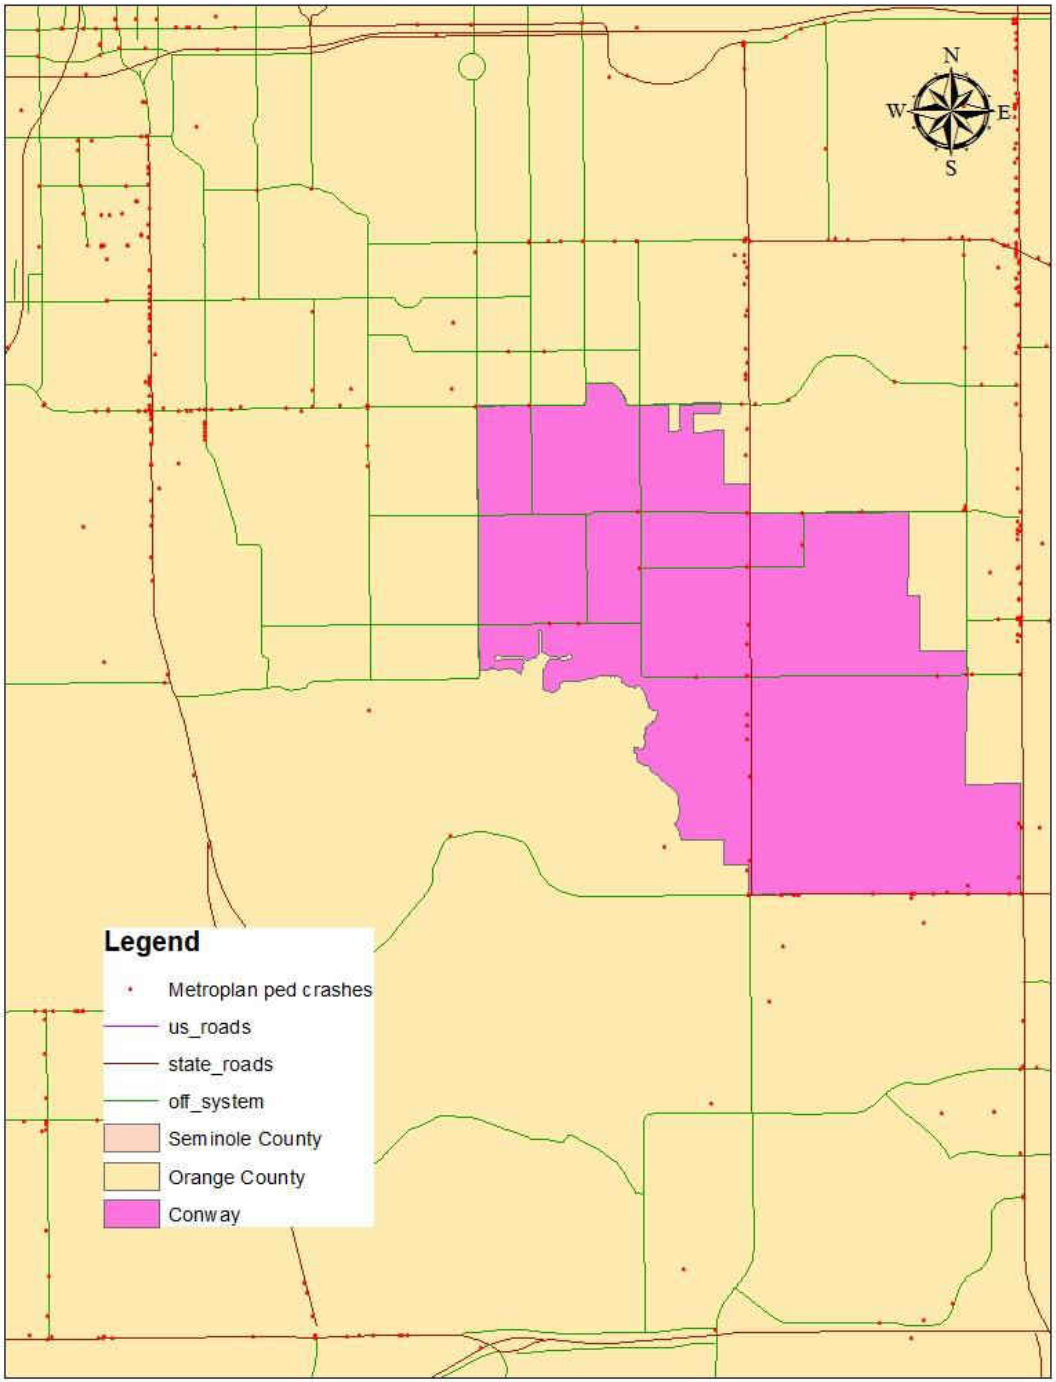 N
W
E
S
Legend
Metroplan ped crashes
us_roads
state_roads
off_system
Seminole County
Orange County
Conway